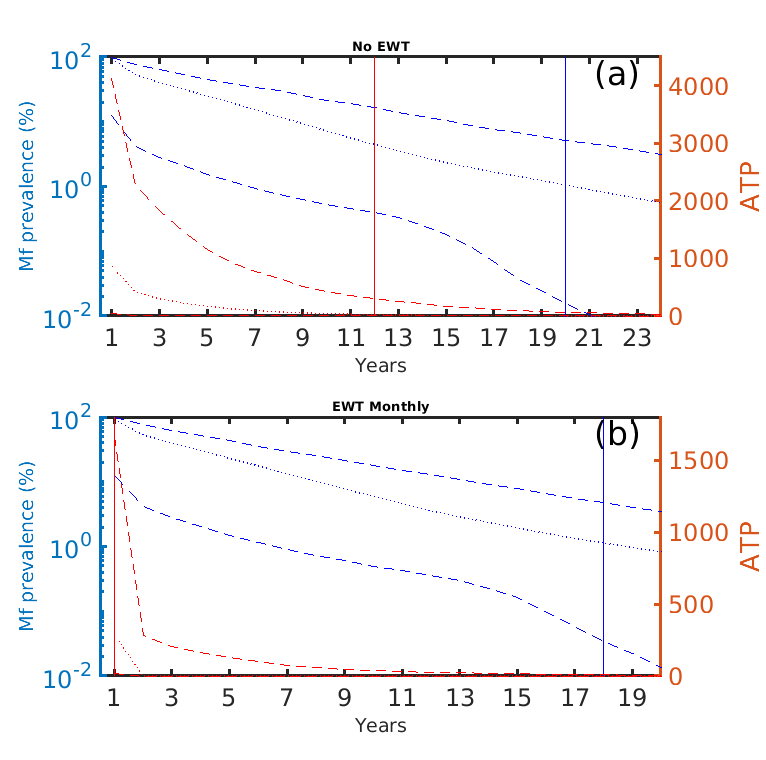 No EWT
(a)
Mf prevalence (%)
10^2
10^0
10^-2
4000
3000
2000
1000
0
ATP
1 3 5 7 9 11 13 15 17 19 21 23
Years
EWT Monthly
(b)
Mf prevalence (%)
10^2
10^0
10^-2
1500
1000
500
0
ATP
1 3 5 7 9 11 13 15 17 19
Years